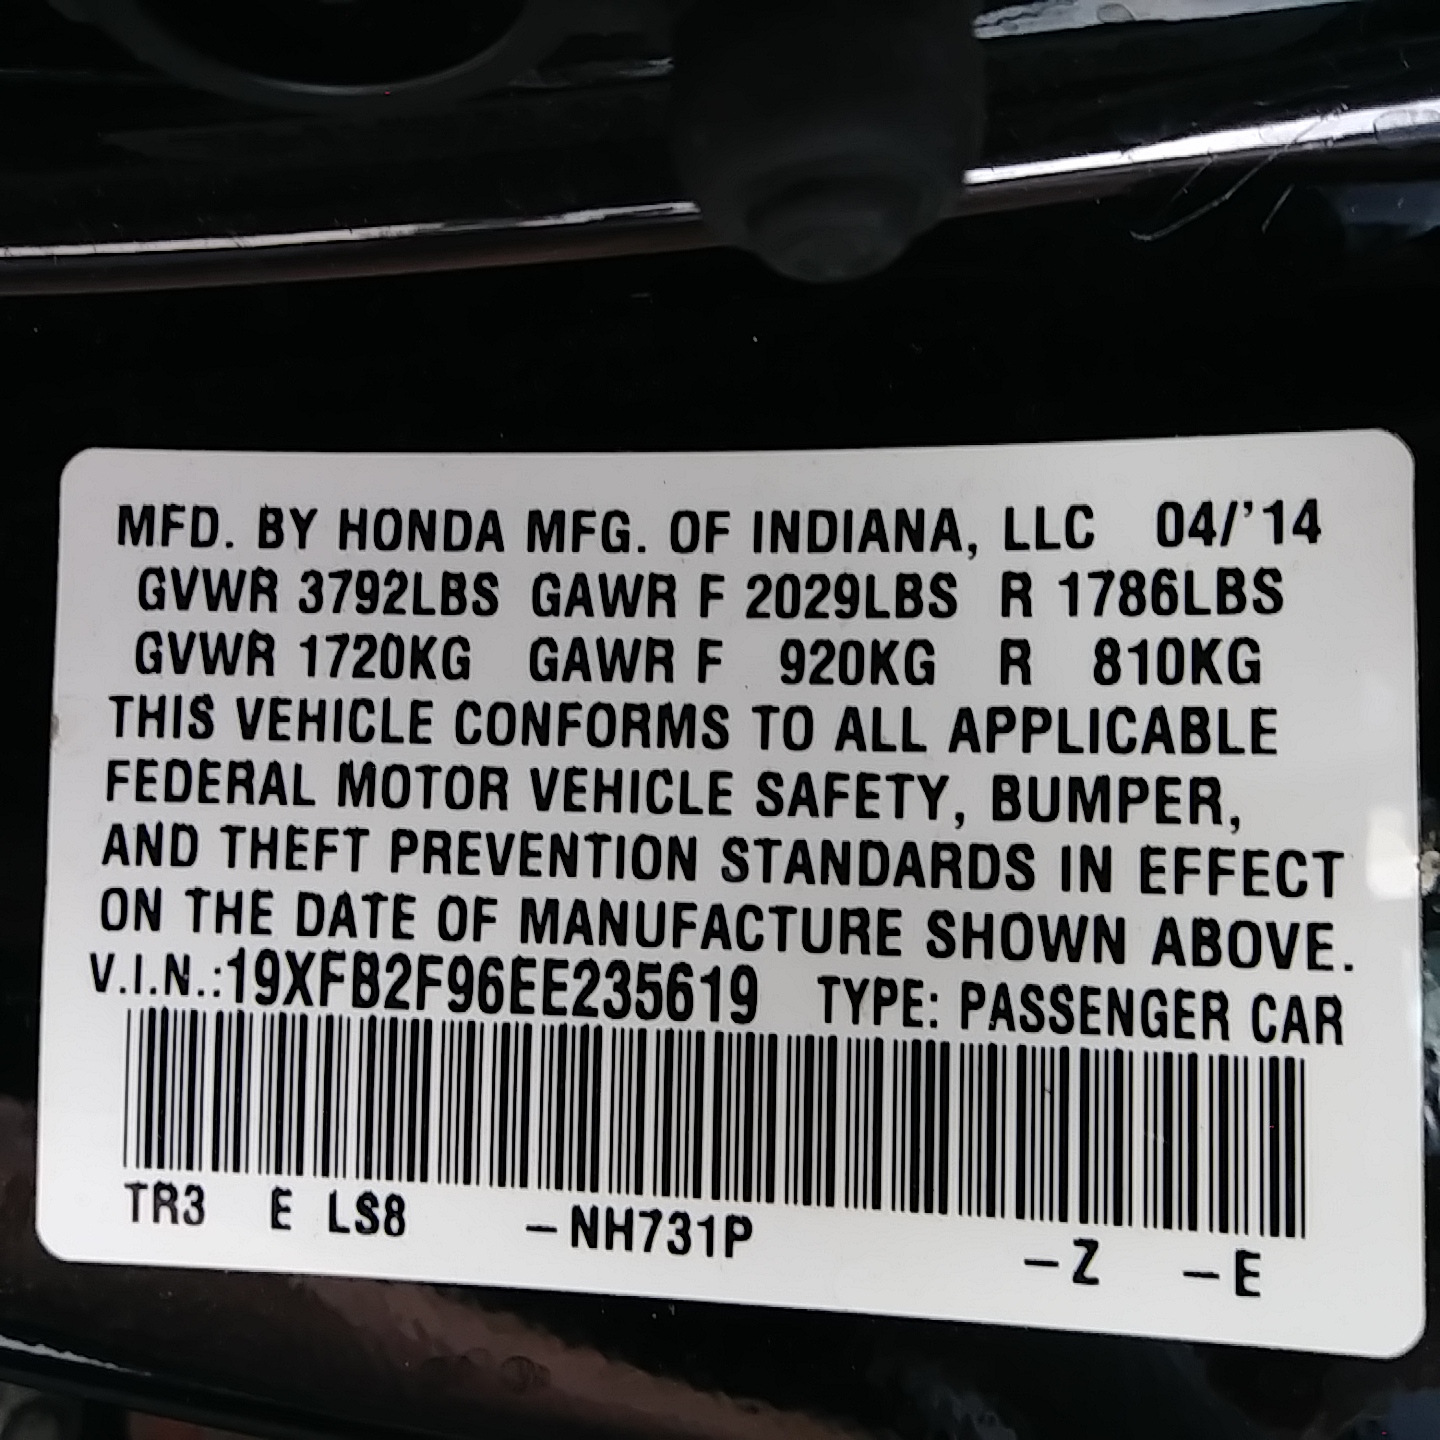 MFD. BY HONDA MFG. OF INDIANA, LLC 04/'14
GVWR 3792LBS GAWR F 2029LBS R 1786LBS
GVWR 1720KG GAWR F 920KG R 810KG
THIS VEHICLE CONFORMS TO ALL APPLICABLE
FEDERAL MOTOR VEHICLE SAFETY, BUMPER,
AND THEFT PREVENTION STANDARDS IN EFFECT
ON THE DATE OF MANUFACTURE SHOWN ABOVE.
V.I.N.:19XFB2F96EE235619 TYPE: PASSENGER CAR
TR3 E LS8 -NH731P -Z -E